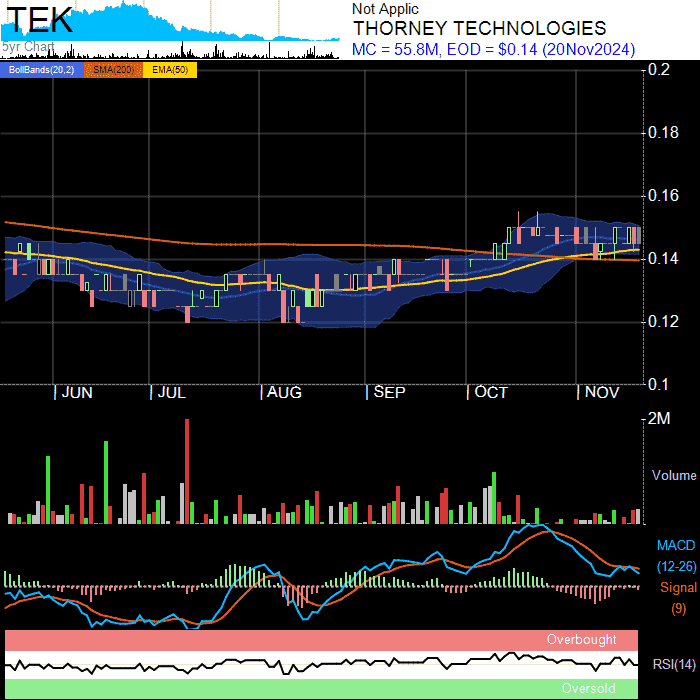 TEK
5yr Chart
Not Applic
THORNEY TECHNOLOGIES
MC = 55.8M, EOD = $0.14 (20Nov2024)
BollBands(20,2) SMA(200) EMA(50)
0.2
0.18
0.16
0.14
0.12
0.1
JUN JUL AUG SEP OCT NOV
2M
Volume
MACD
(12-26)
Signal
(9)
Overbought
RSI(14)
Oversold